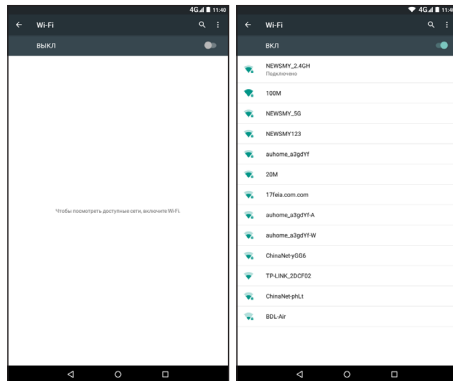 4G 11:40
Wi-Fi
ВЫКЛ
Чтобы посмотреть доступные сети, включите Wi-Fi.
4G 11:40
Wi-Fi
ВКЛ
NEWSMY_2.4GH
Подключено
100M
NEWSMY_5G
NEWSMY123
auhome_a3gdYf
20M
17feia.com.com
auhome_a3gdYf-A
auhome_a3gdYf-W
ChinaNet-yGG6
TP-LINK_2DCF02
ChinaNet-phLt
BDL-Air